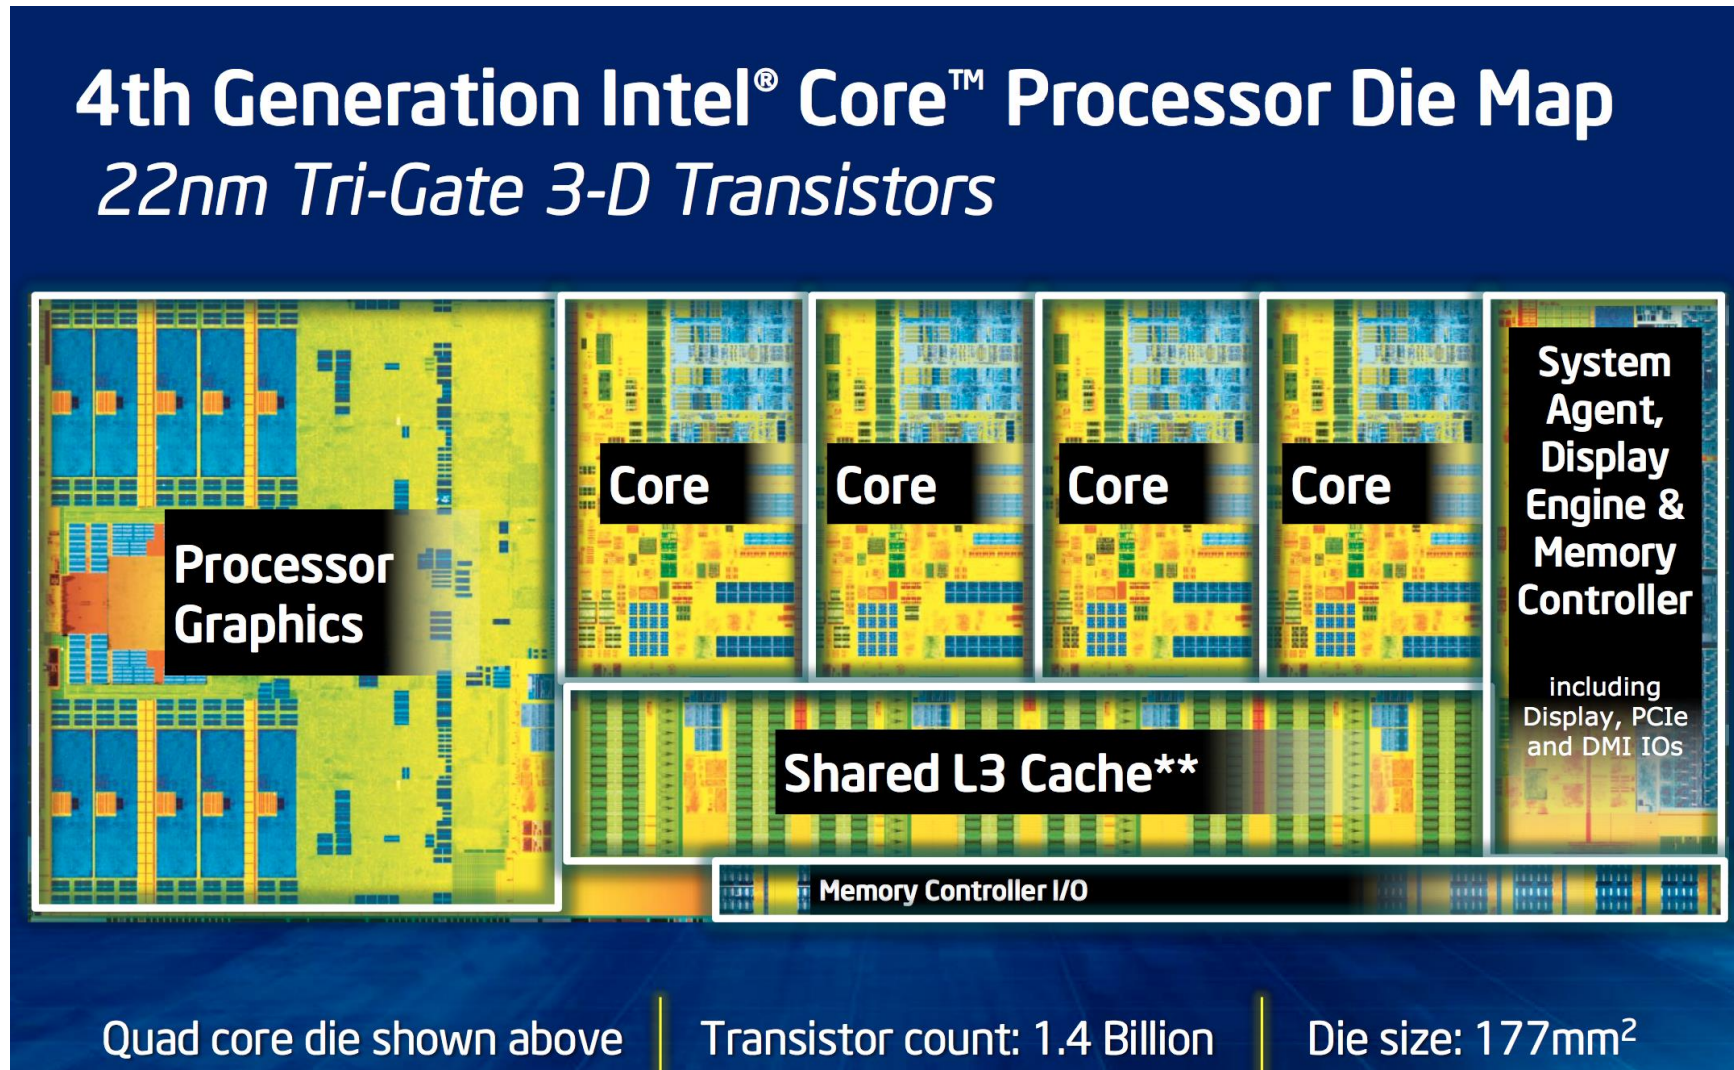 4th Generation Intel® Core™ Processor Die Map
22nm Tri-Gate 3-D Transistors
Processor
Graphics
Core
Core
Core
Core
System
Agent,
Display
Engine &
Memory
Controller
including
Display, PCIe
and DMI IOs
Shared L3 Cache**
Memory Controller I/O
Quad core die shown above
Transistor count: 1.4 Billion
Die size: 177mm²